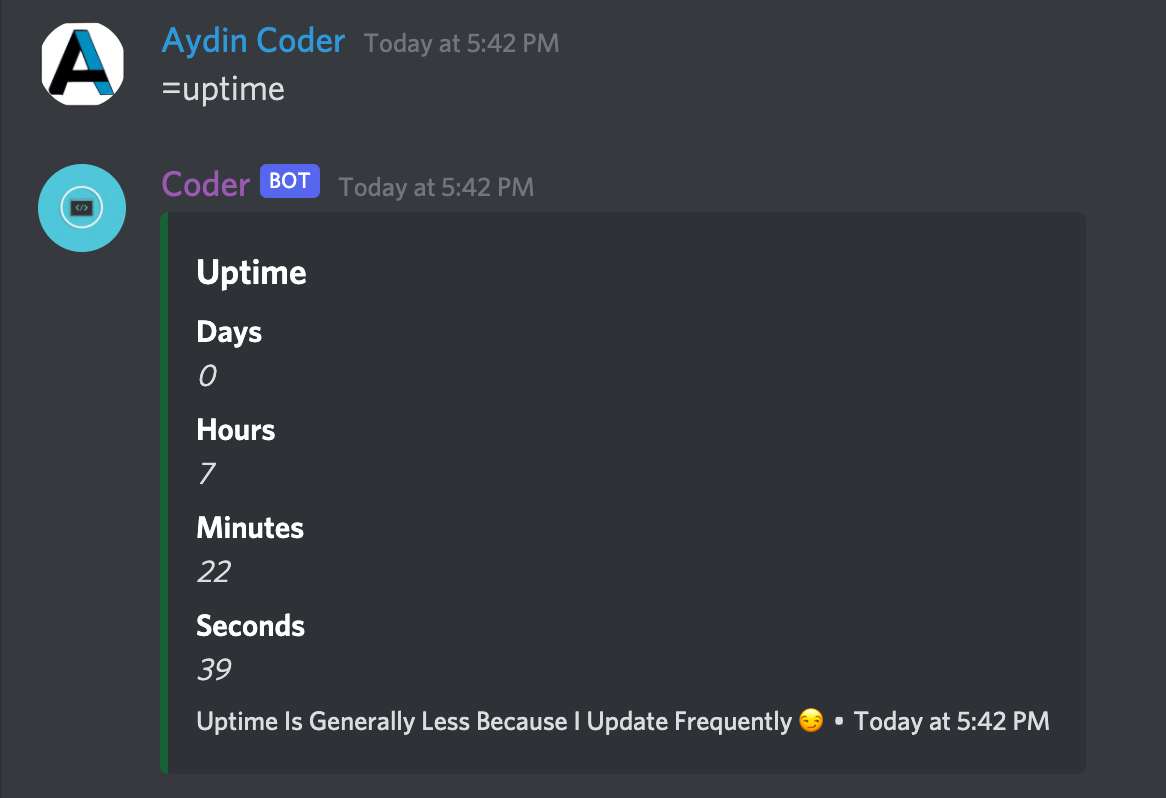 Aydin Coder Today at 5:42 PM
=uptime
Coder BOT Today at 5:42 PM
Uptime
Days
0
Hours
7
Minutes
22
Seconds
39
Uptime Is Generally Less Because I Update Frequently 😏 • Today at 5:42 PM